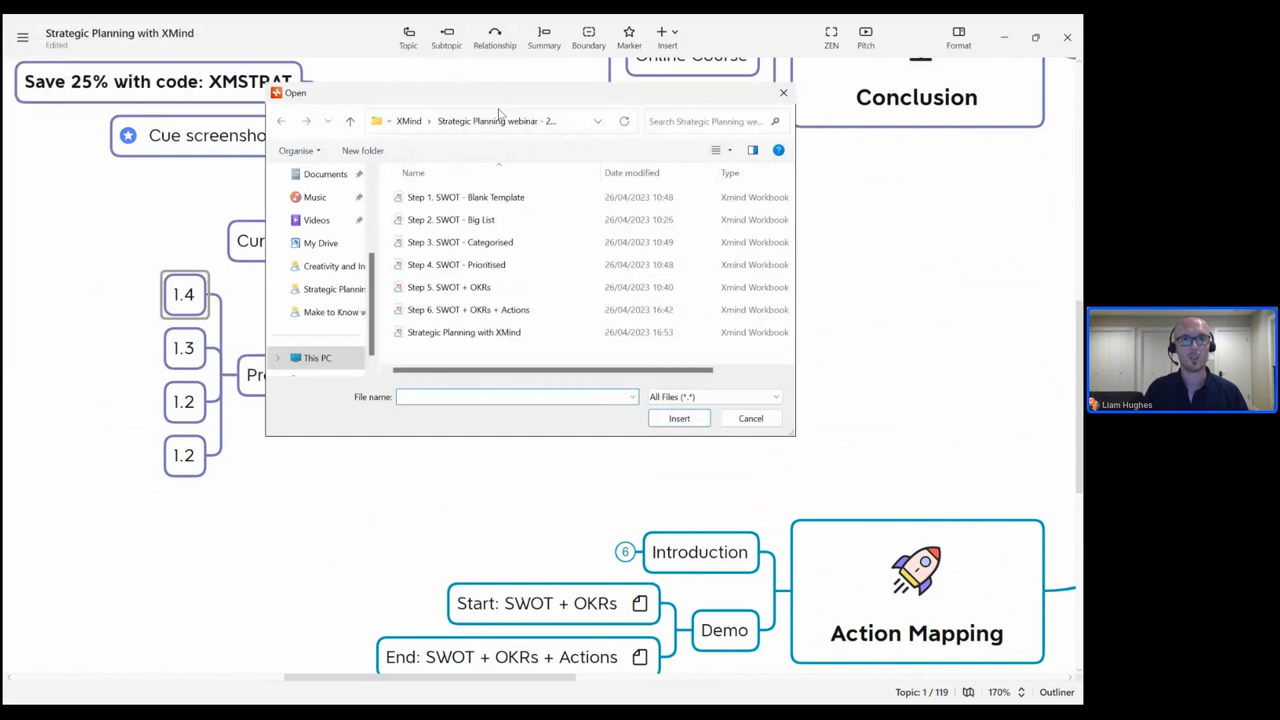 Strategic Planning with XMind
Edited
Topic
Subtopic
Relationship
Summary
Boundary
Marker
Insert
ZEN
Pitch
Format
Save 25% with code: XMSTRAT
Online Course
Conclusion
Cue screensho
Cur
1.4
1.3
1.2
1.2
Pre
Open
XMind
Strategic Planning webinar - 2...
Search Strategic Planning we...
Organise
New folder
Documents
Music
Videos
My Drive
Creativity and In
Strategic Plannin
Make to Know w
This PC
Name
Date modified
Type
Step 1. SWOT - Blank Template
26/04/2023 10:48
Xmind Workbook
Step 2. SWOT - Big List
26/04/2023 10:26
Xmind Workbook
Step 3. SWOT - Categorised
26/04/2023 10:49
Xmind Workbook
Step 4. SWOT - Prioritised
26/04/2023 10:48
Xmind Workbook
Step 5. SWOT + OKRs
26/04/2023 10:40
Xmind Workbook
Step 6. SWOT + OKRs + Actions
26/04/2023 16:42
Xmind Workbook
Strategic Planning with XMind
26/04/2023 16:53
Xmind Workbook
File name:
All Files (*.*)
Insert
Cancel
Liam Hughes
6
Introduction
Start: SWOT + OKRs
Demo
End: SWOT + OKRs + Actions
Action Mapping
Topic: 1 / 119
170%
Outliner